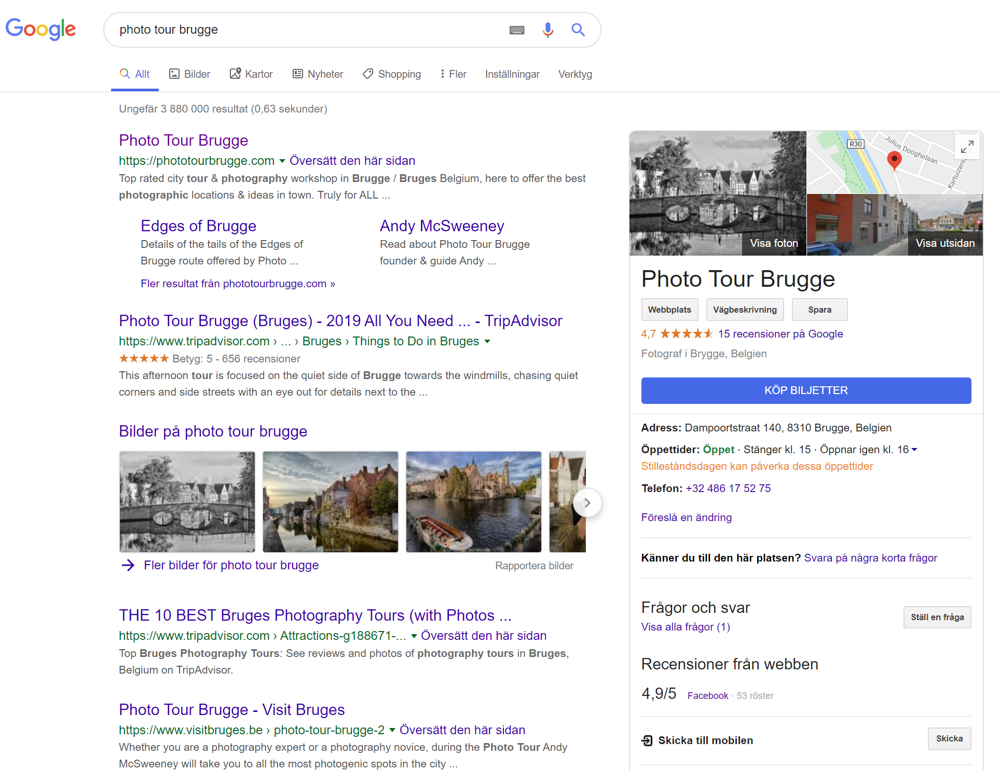 Google
photo tour brugge
Allt
Bilder
Kartor
Nyheter
Shopping
Fler
Inställningar
Verktyg
Ungefär 3 880 000 resultat (0,63 sekunder)
Photo Tour Brugge
https://phototourbrugge.com Översätt den här sidan
Top rated city tour & photography workshop in Brugge / Bruges Belgium, here to offer the best
photographic locations & ideas in town. Truly for ALL ...
Edges of Brugge
Details of the tails of the Edges of
Brugge route offered by Photo ...
Andy McSweeney
Read about Photo Tour Brugge
founder & guide Andy ...
Fler resultat från phototourbrugge.com »
Photo Tour Brugge (Bruges) - 2019 All You Need ... - TripAdvisor
https://www.tripadvisor.com › ... › Bruges › Things to Do in Bruges
Betyg: 5 - 656 recensioner
This afternoon tour is focused on the quiet side of Brugge towards the windmills, chasing quiet
corners and side streets with an eye out for details next to the ...
Bilder på photo tour brugge
Fler bilder för photo tour brugge
Rapportera bilder
THE 10 BEST Bruges Photography Tours (with Photos ...
https://www.tripadvisor.com › Attractions-g188671-... Översätt den här sidan
Top Bruges Photography Tours: See reviews and photos of photography tours in Bruges,
Belgium on TripAdvisor.
Photo Tour Brugge - Visit Bruges
https://www.visitbruges.be › photo-tour-brugge-2 Översätt den här sidan
Whether you are a photography expert or a photography novice, during the Photo Tour Andy
McSweeney will take you to all the most photogenic spots in the city ...
R30
Julius Dooghelaan
Visa foton
Visa utsidan
Photo Tour Brugge
Webbplats
Vägbeskrivning
Spara
4,7 15 recensioner på Google
Fotograf i Brygge, Belgien
KÖP BILJETTER
Adress: Dampoortstraat 140, 8310 Brugge, Belgien
Öppettider: Öppet · Stänger kl. 15 · Öppnar igen kl. 16
Stilleståndsdagen kan påverka dessa öppettider
Telefon: +32 486 17 52 75
Föreslå en ändring
Känner du till den här platsen? Svara på några korta frågor
Frågor och svar
Visa alla frågor (1)
Ställ en fråga
Recensioner från webben
4,9/5 Facebook · 53 röster
Skicka till mobilen
Skicka